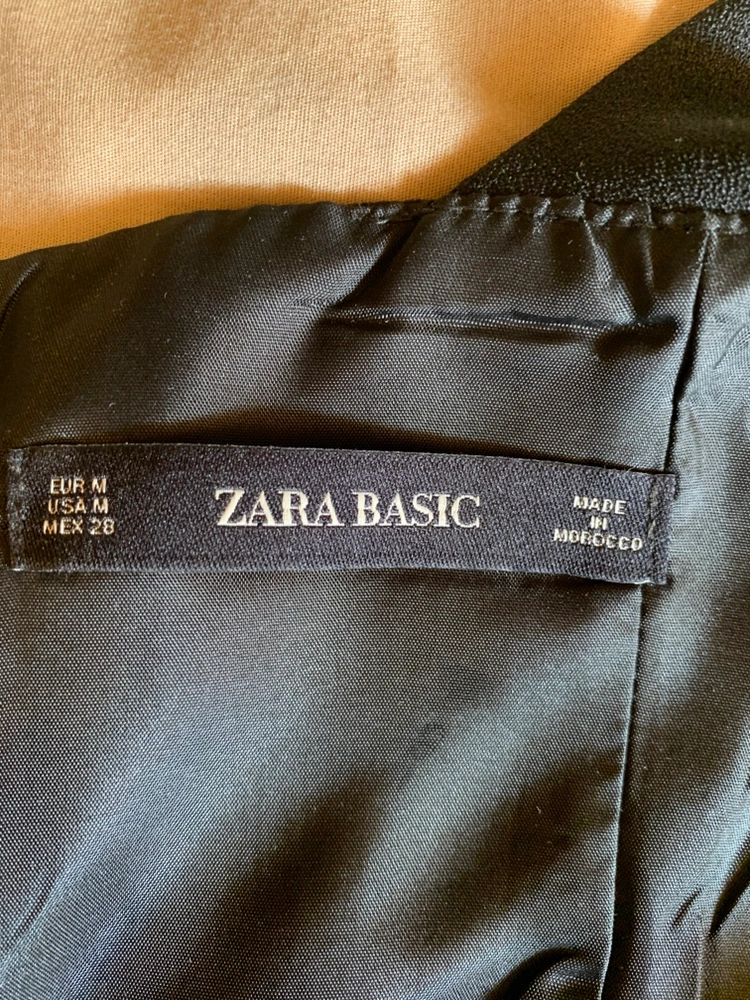 EUR M
USA M
MEX 28
ZARA BASIC
MADE
IN
MOROCCO